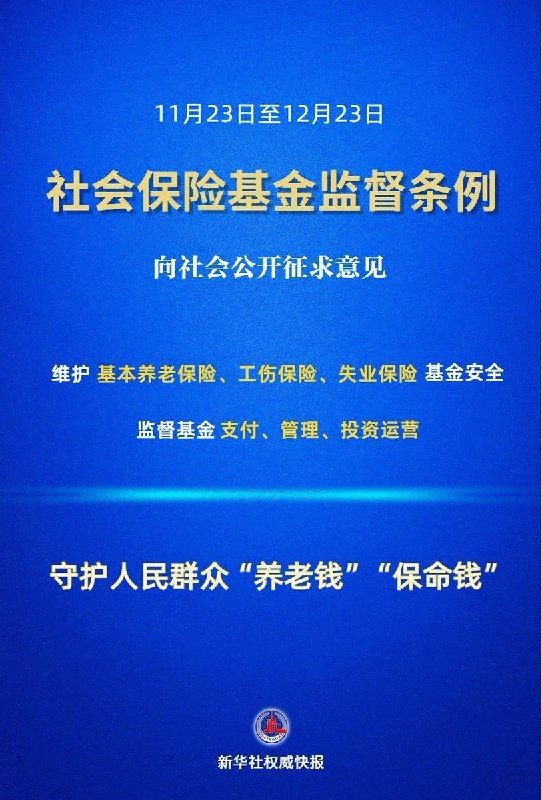 11月23日至12月23日
社会保险基金监督条例
向社会公开征求意见
维护 基本养老保险、工伤保险、失业保险 基金安全
监督基金 支付、管理、投资运营
守护人民群众“养老钱”“保命钱”
新华社权威快报